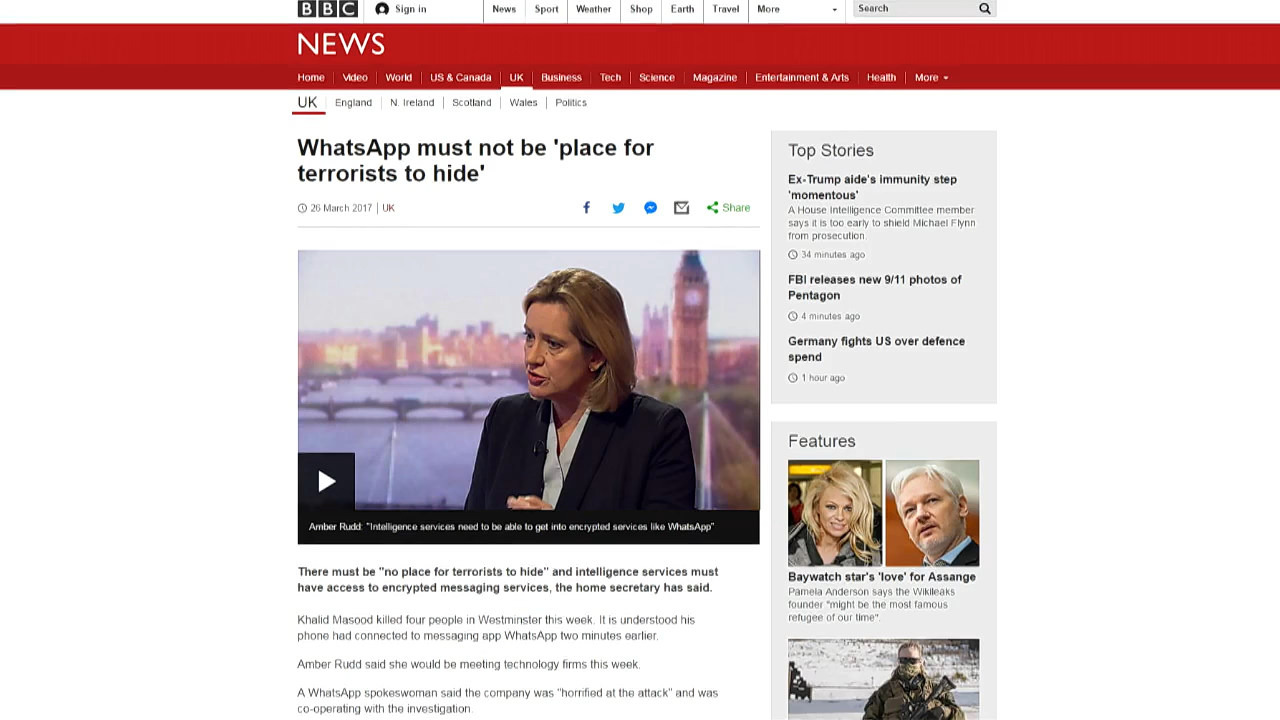 BBC Sign in News Sport Weather Shop Earth Travel More Search
NEWS
Home Video World US & Canada UK Business Tech Science Magazine Entertainment & Arts Health More
UK England N. Ireland Scotland Wales Politics
WhatsApp must not be 'place for
terrorists to hide'
26 March 2017 UK
Share
Amber Rudd: "Intelligence services need to be able to get into encrypted services like WhatsApp"
There must be "no place for terrorists to hide" and intelligence services must
have access to encrypted messaging services, the home secretary has said.
Khalid Masood killed four people in Westminster this week. It is understood his
phone had connected to messaging app WhatsApp two minutes earlier.
Amber Rudd said she would be meeting technology firms this week.
A WhatsApp spokeswoman said the company was "horrified at the attack" and was
co-operating with the investigation.
Top Stories
Ex-Trump aide's immunity step
'momentous'
A House Intelligence Committee member
says it is too early to shield Michael Flynn
from prosecution.
34 minutes ago
FBI releases new 9/11 photos of
Pentagon
4 minutes ago
Germany fights US over defence
spend
1 hour ago
Features
Baywatch star's 'love' for Assange
Pamela Anderson says the Wikileaks
founder "might be the most famous
refugee of our time".